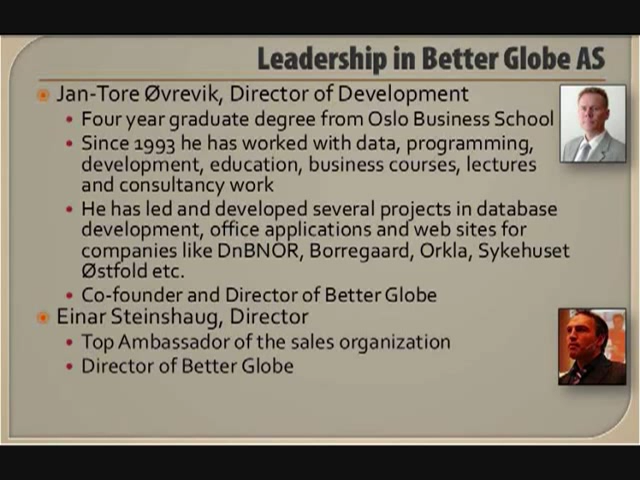 Leadership in Better Globe AS
Jan-Tore Øvrevik, Director of Development
Four year graduate degree from Oslo Business School
Since 1993 he has worked with data, programming,
development, education, business courses, lectures
and consultancy work
He has led and developed several projects in database
development, office applications and web sites for
companies like DnBNOR, Borregaard, Orkla, Sykehuset
Østfold etc.
Co-founder and Director of Better Globe
Einar Steinshaug, Director
Top Ambassador of the sales organization
Director of Better Globe